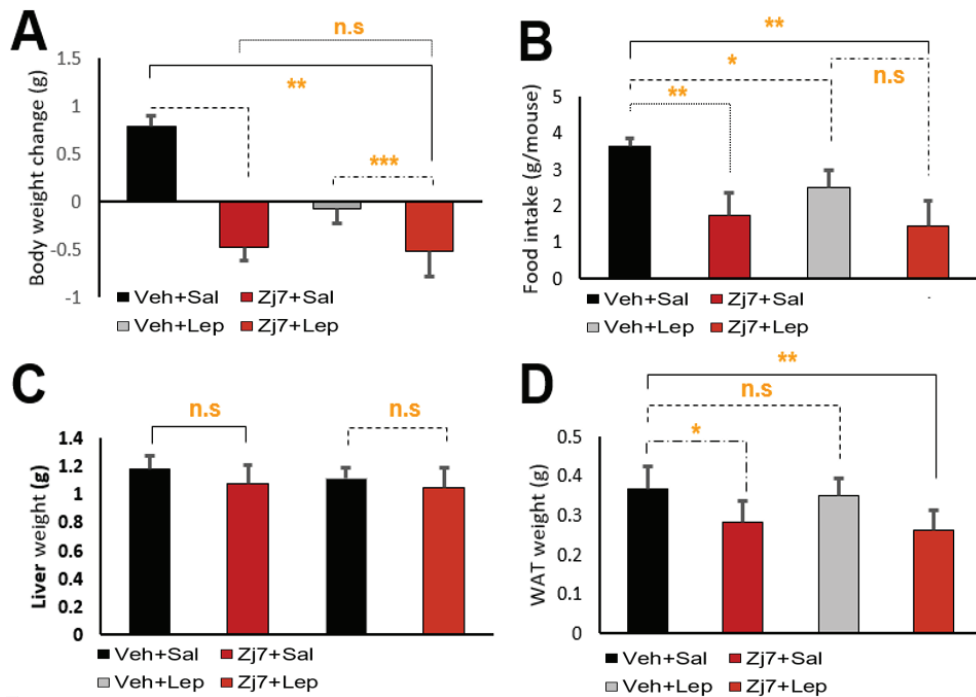 A
n.s
**
***
Body weight change (g)
1.5
1
0.5
0
-0.5
-1
Veh+Sal Zj7+Sal
Veh+Lep Zj7+Lep
B
**
*
**
n.s
Food intake (g/mouse)
5
4
3
2
1
0
Veh+Sal Zj7+Sal
Veh+Lep Zj7+Lep
C
n.s n.s
Liver weight (g)
1.4
1.2
1
0.8
0.6
0.4
0.2
0
Veh+Sal Zj7+Sal
Veh+Lep Zj7+Lep
D
**
n.s
*
WAT weight (g)
0.5
0.4
0.3
0.2
0.1
0
Veh+Sal Zj7+Sal
Veh+Lep Zj7+Lep